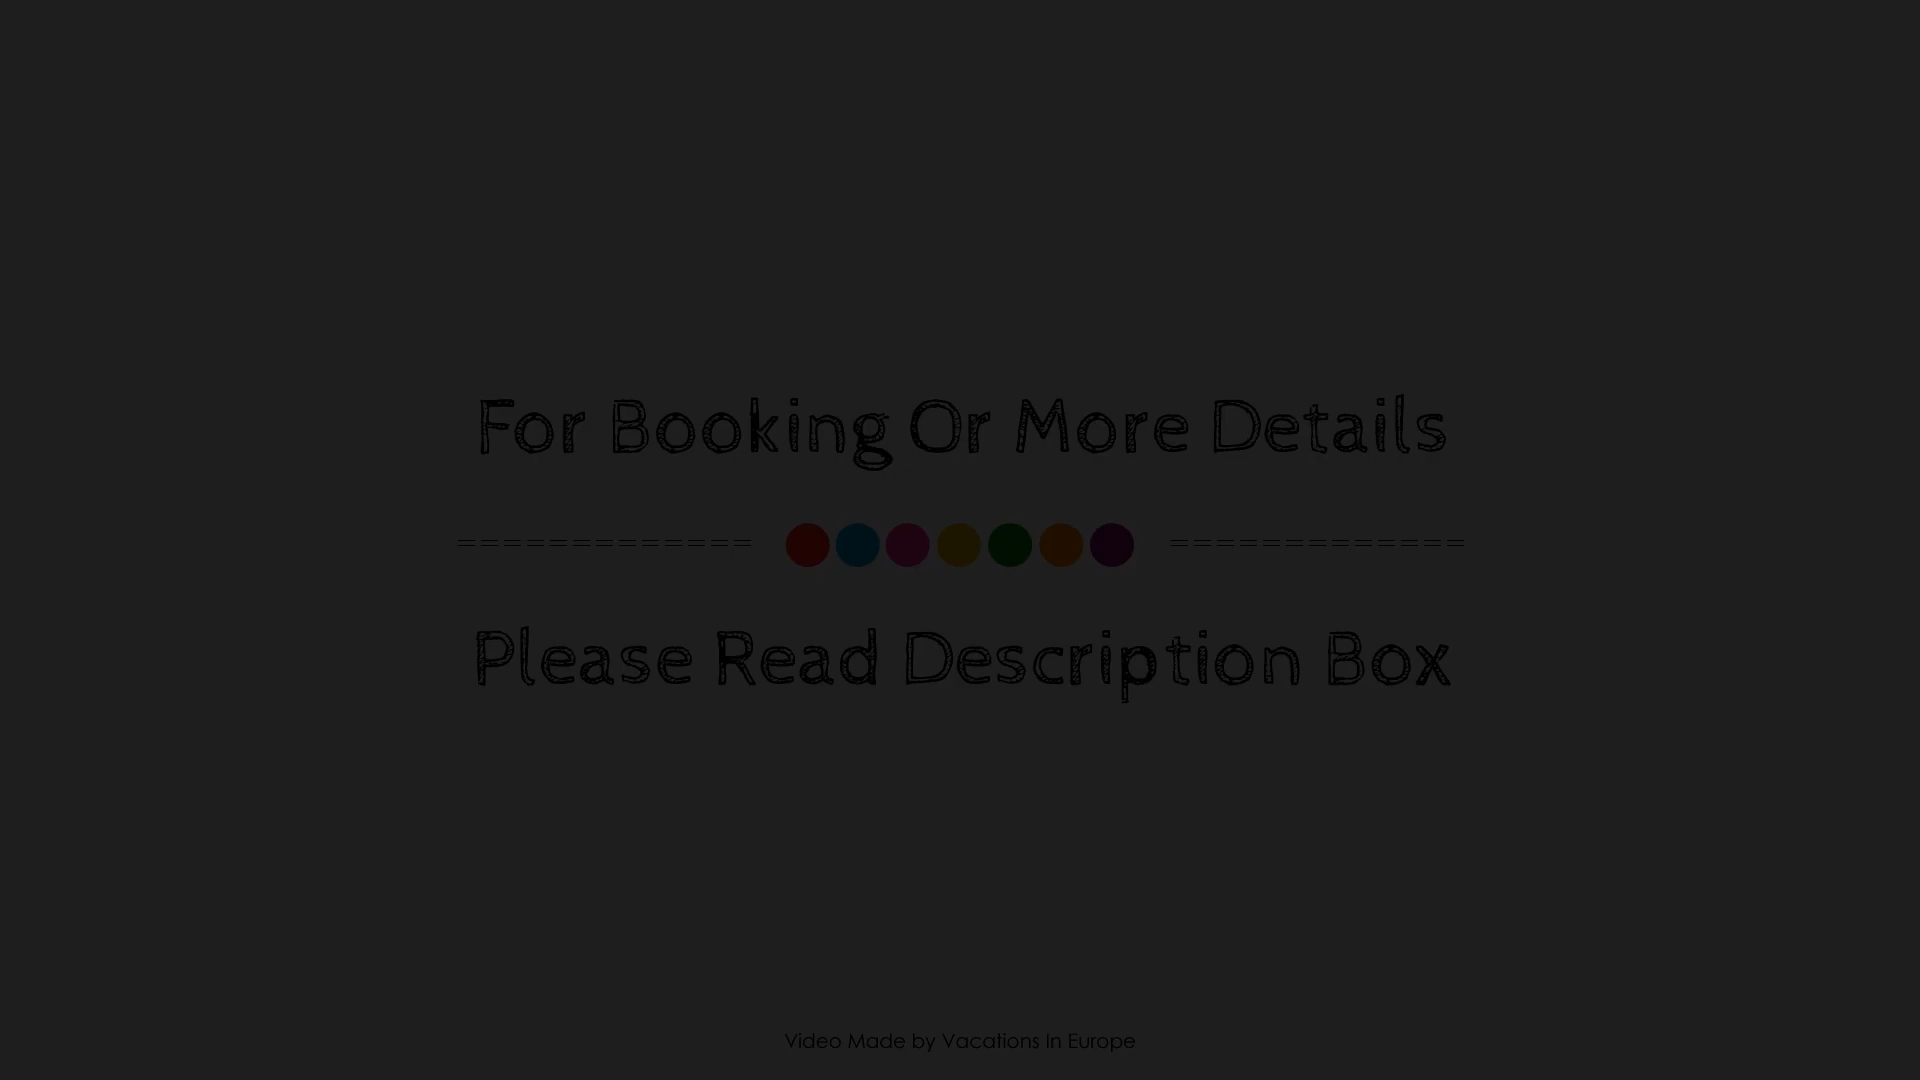 For Booking Or More Details
============= =============
Please Read Description Box
Video Made by Vacations In Europe